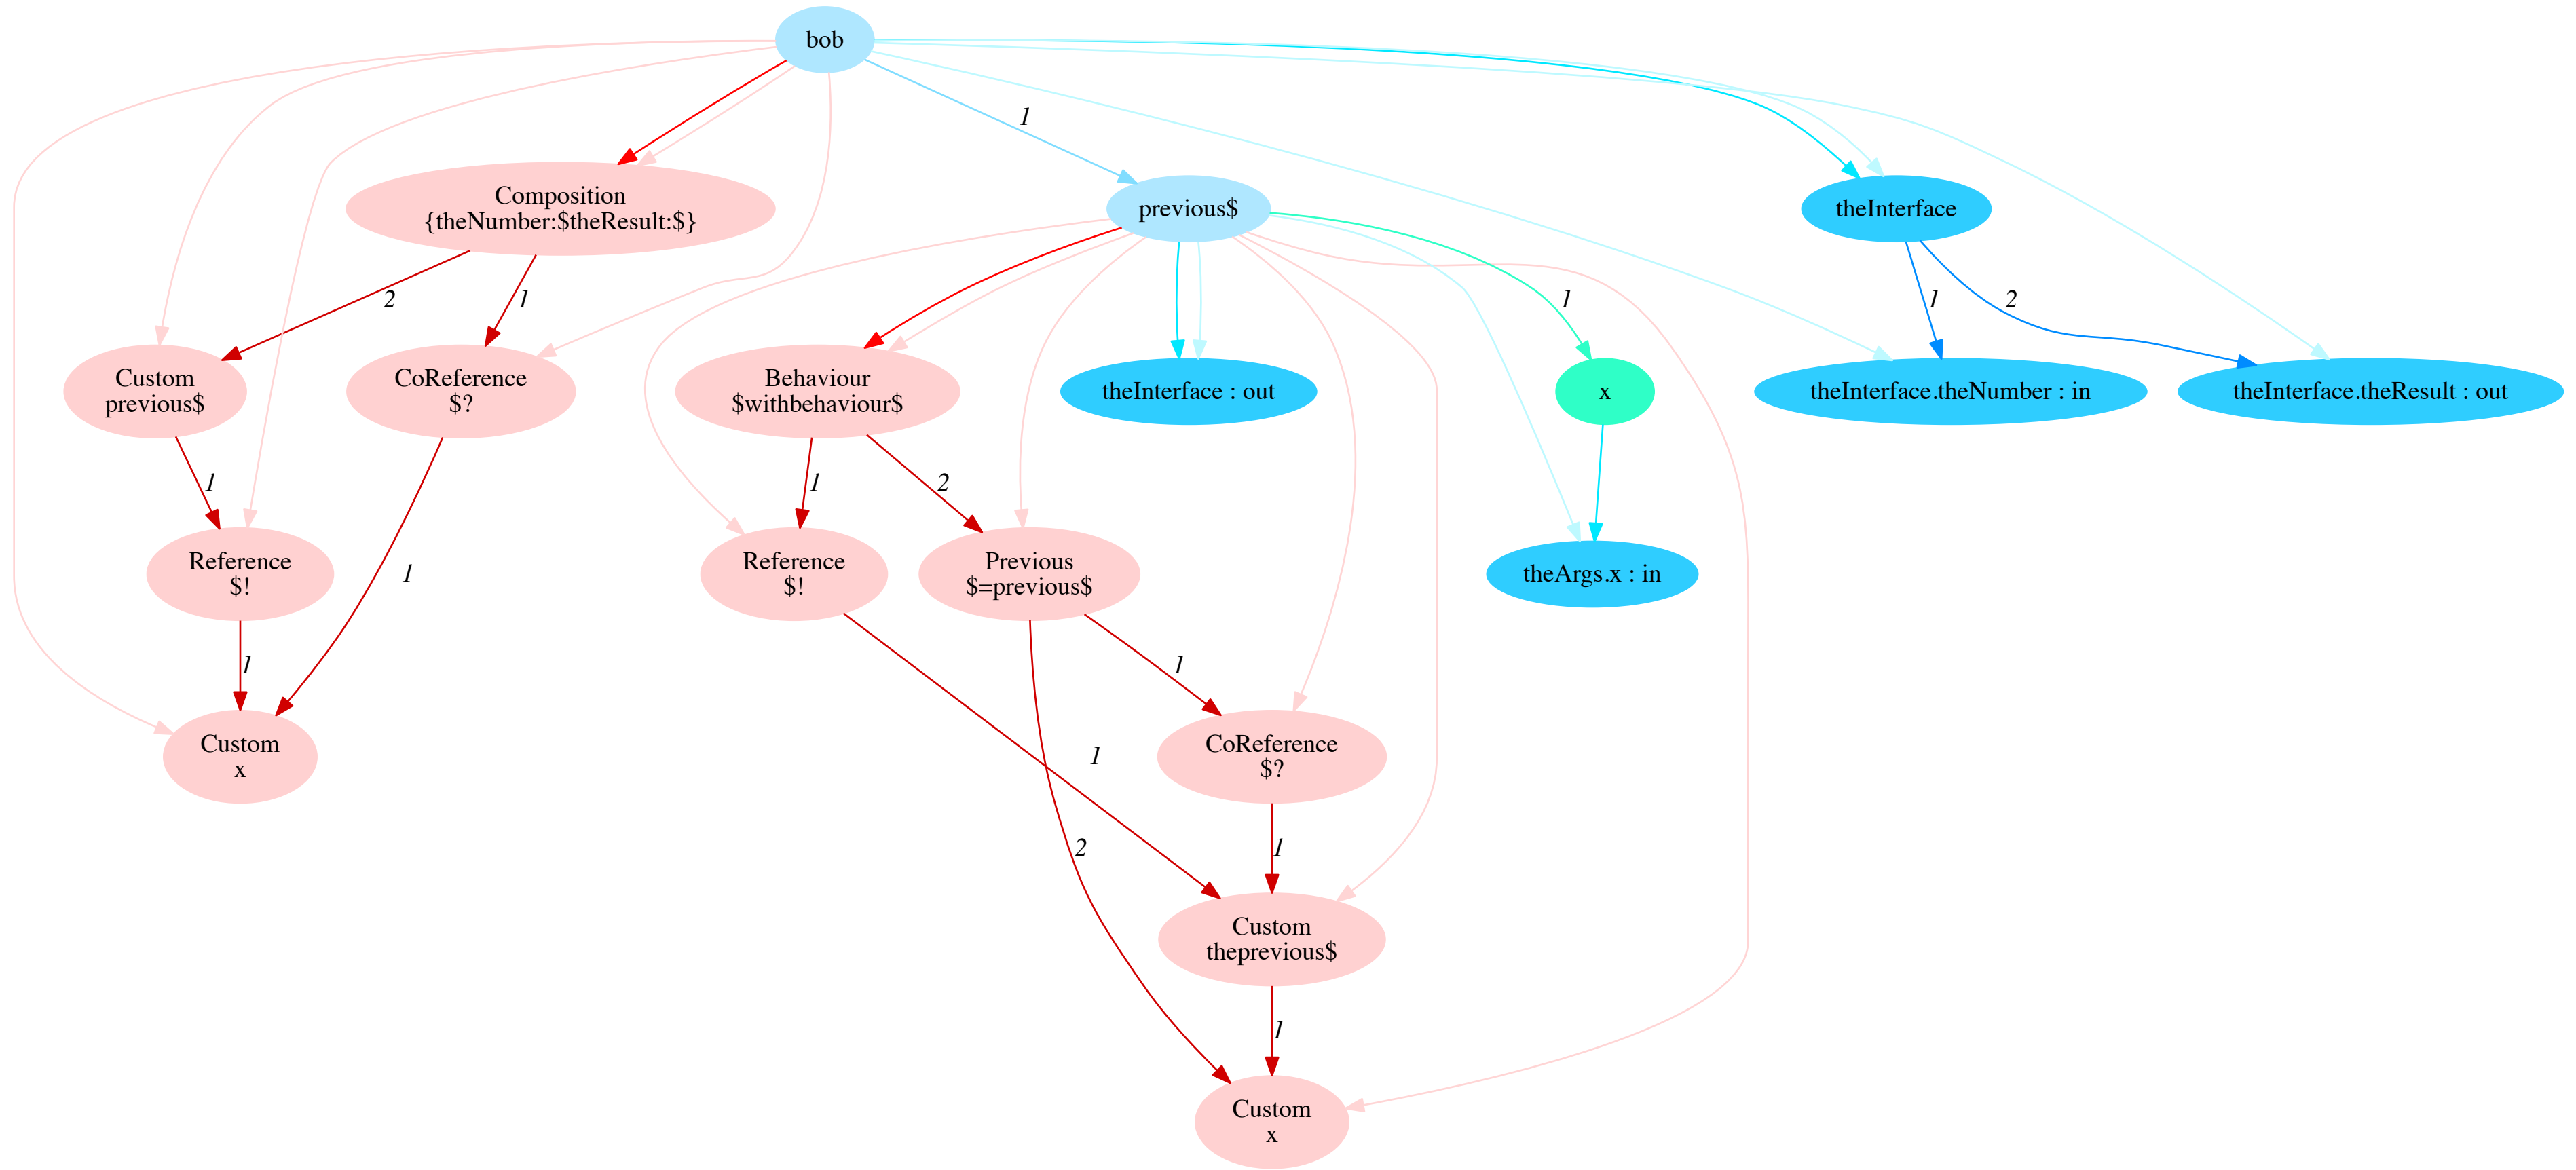 bob
1
Composition
{theNumber:$theResult:$}
previous$
theInterface
2
1
1
1
2
Custom
previous$
CoReference
$?
Behaviour
$withbehaviour$
theInterface : out
x
theInterface.theNumber : in
theInterface.theResult : out
1
1
2
Reference
$!
1
Reference
$!
Previous
$=previous$
theArgs.x : in
1
1
Custom
x
1
CoReference
$?
2
1
Custom
theprevious$
1
Custom
x